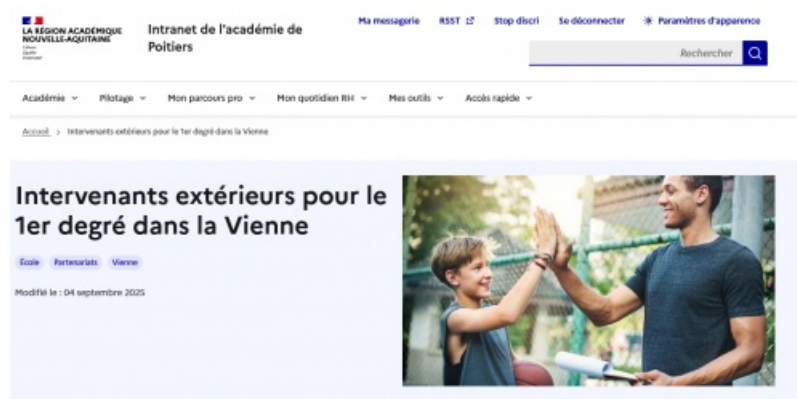 Ma messagerie RSST Stop discri Se déconnecter Paramètres d'apparence
LA RÉGION ACADÉMIQUE
NOUVELLE-AQUITAINE
Intranet de l'académie de
Poitiers
Rechercher
Académie Pilotage Mon parcours pro Mon quotidien RH Mes outils Accès rapide
Accueil > Intervenants extérieurs pour le 1er degré dans la Vienne
Intervenants extérieurs pour le
1er degré dans la Vienne
École Partenariats Vienne
Modifié le : 04 septembre 2025